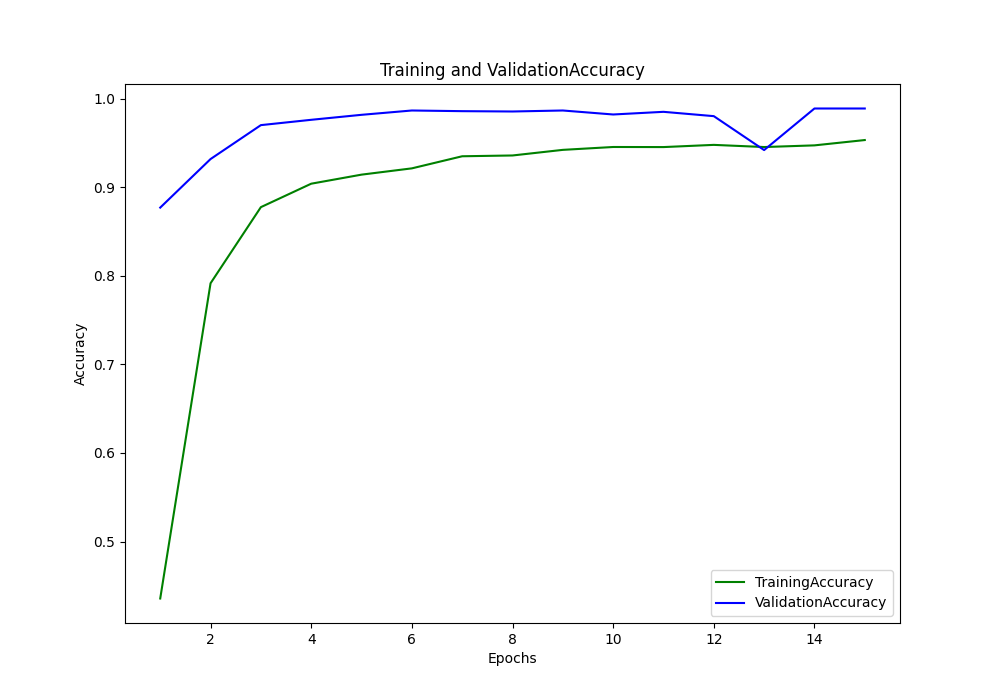 Training and ValidationAccuracy
1.0
0.9
0.8
0.7
0.6
0.5
Accuracy
2 4 6 8 10 12 14
Epochs
TrainingAccuracy
ValidationAccuracy